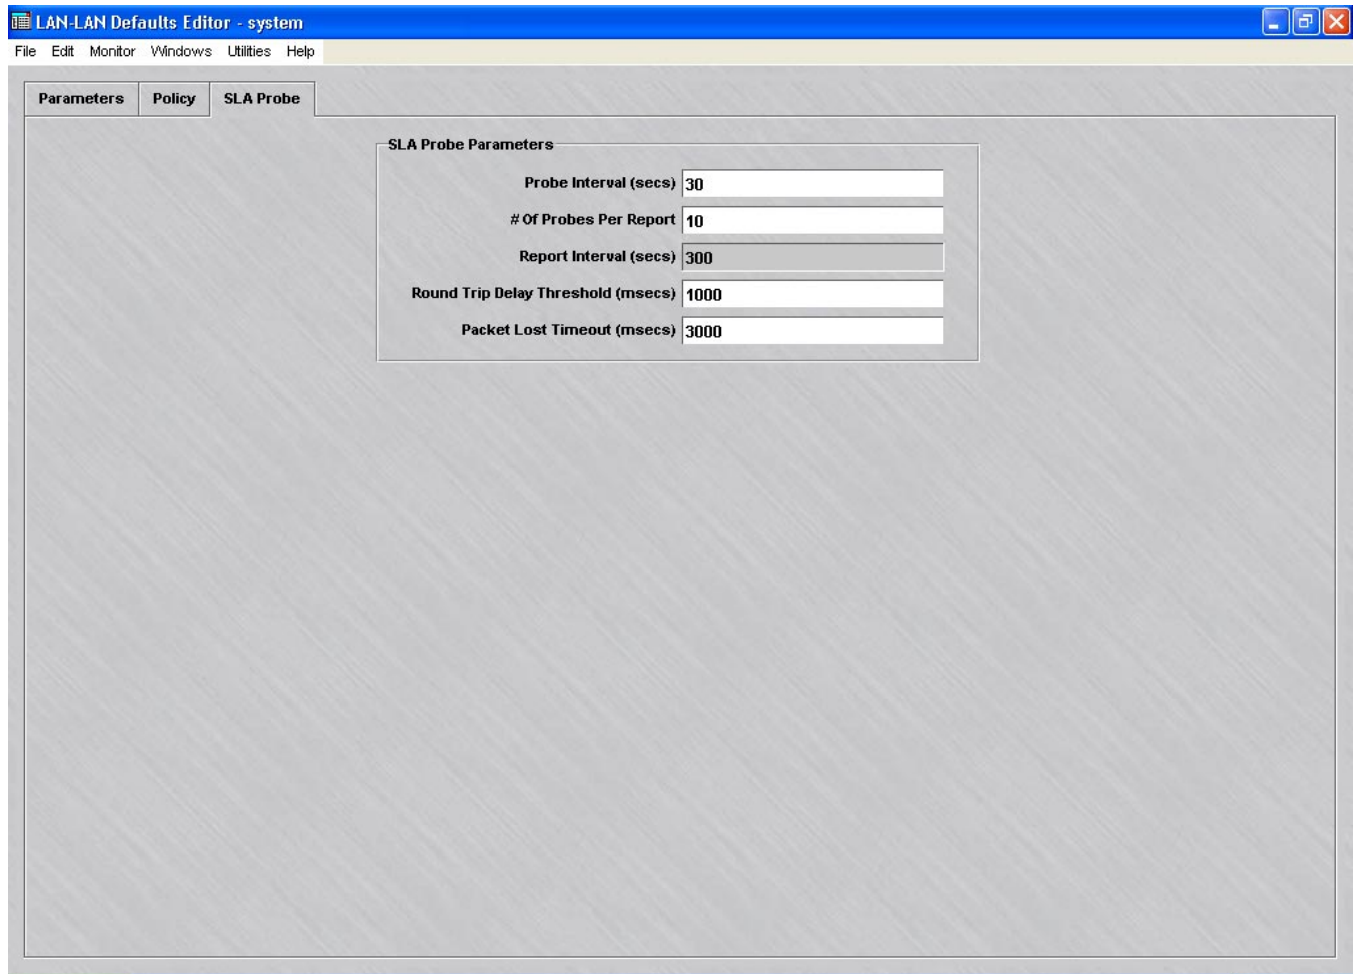 LAN-LAN Defaults Editor - system
File Edit Monitor Windows Utilities Help
Parameters Policy SLA Probe
SLA Probe Parameters
Probe Interval (secs) 30
# Of Probes Per Report 10
Report Interval (secs) 300
Round Trip Delay Threshold (msecs) 1000
Packet Lost Timeout (msecs) 3000